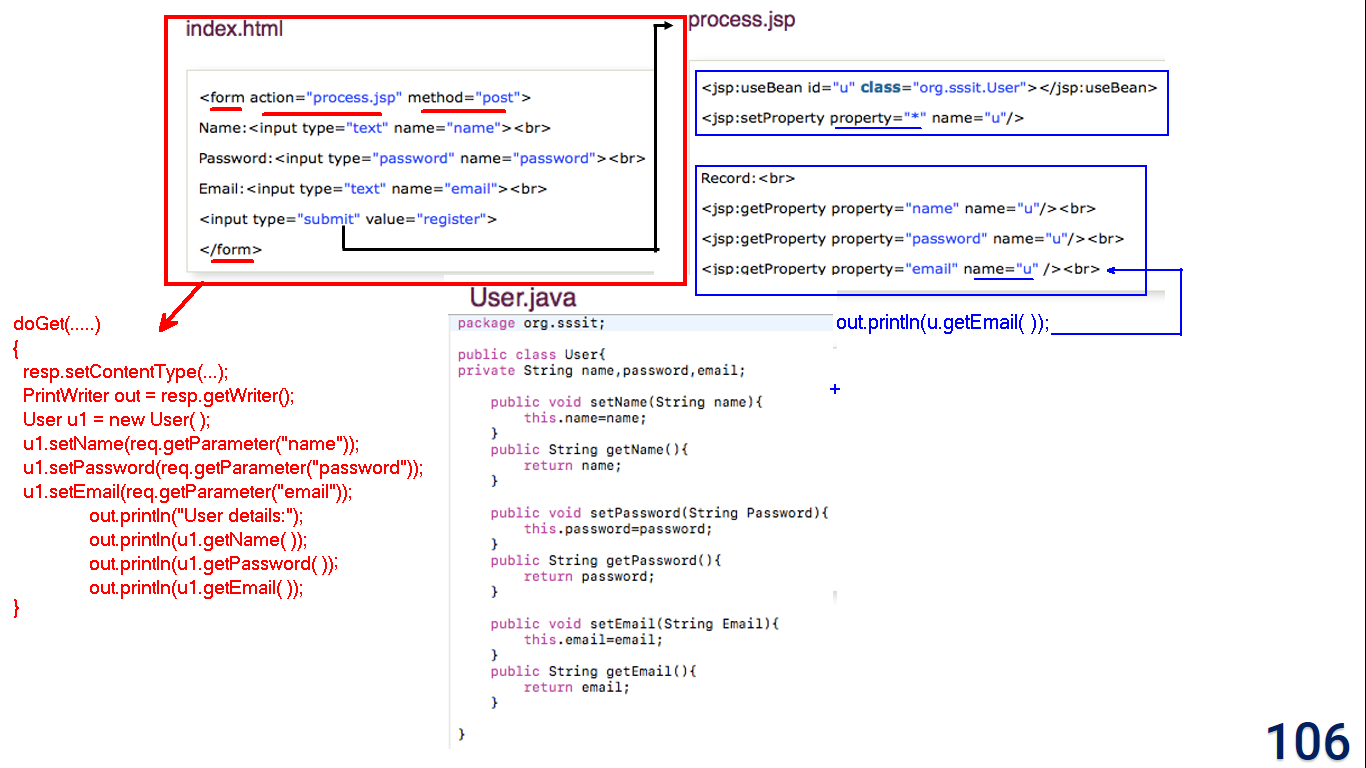 index.html
<form action="process.jsp" method="post">
Name:<input type="text" name="name"><br>
Password:<input type="password" name="password"><br>
Email:<input type="text" name="email"><br>
<input type="submit" value="register">
</form>
process.jsp
<jsp:useBean id="u" class="org.sssit.User"></jsp:useBean>
<jsp:setProperty property="*" name="u"/>
Record:<br>
<jsp:getProperty property="name" name="u"/><br>
<jsp:getProperty property="password" name="u"/><br>
<jsp:getProperty property="email" name="u" /><br>
out.println(u.getEmail( ));
doGet(.....)
{
resp.setContentType(...);
PrintWriter out = resp.getWriter();
User u1 = new User( );
u1.setName(req.getParameter("name"));
u1.setPassword(req.getParameter("password"));
u1.setEmail(req.getParameter("email"));
out.println("User details:");
out.println(u1.getName( ));
out.println(u1.getPassword( ));
out.println(u1.getEmail( ));
}
User.java
package org.sssit;
public class User{
private String name,password,email;
public void setName(String name){
this.name=name;
}
public String getName(){
return name;
}
public void setPassword(String Password){
this.password=password;
}
public String getPassword(){
return password;
}
public void setEmail(String Email){
this.email=email;
}
public String getEmail(){
return email;
}
}
106